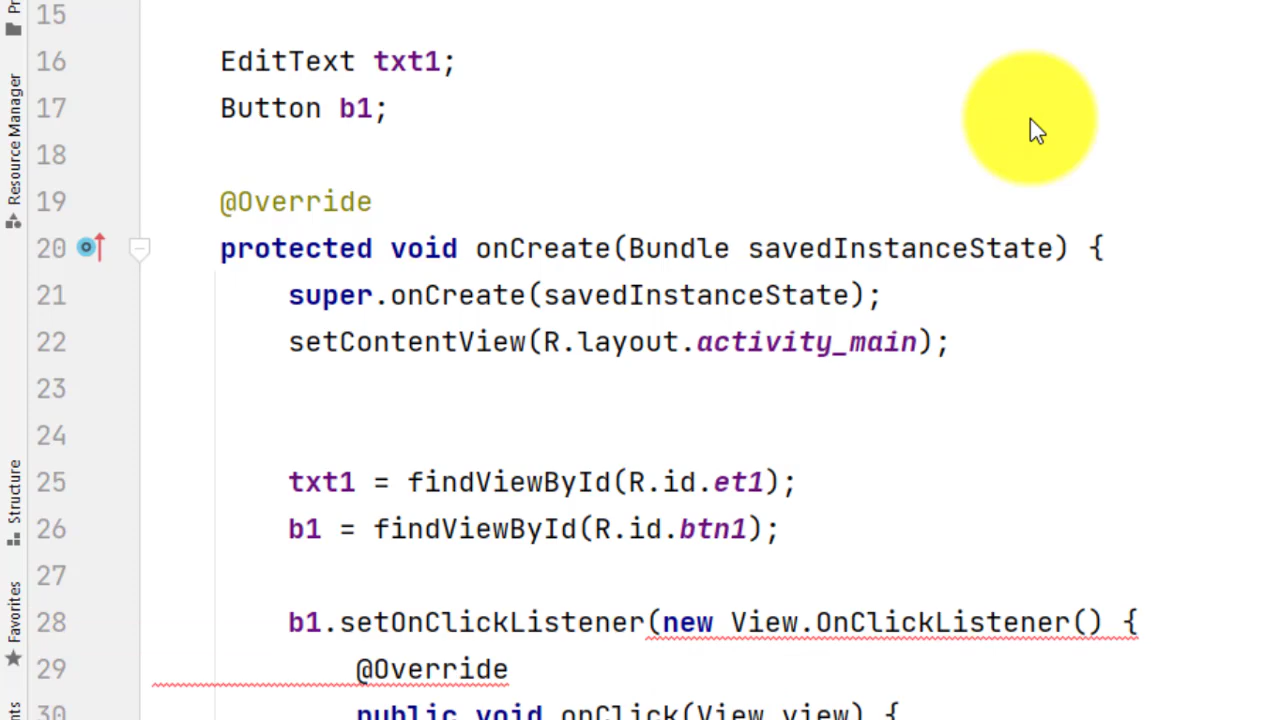 15
16 EditText txt1;
17 Button b1;
18
19 @Override
20 protected void onCreate(Bundle savedInstanceState) {
21 super.onCreate(savedInstanceState);
22 setContentView(R.layout.activity_main);
23
24
25 txt1 = findViewById(R.id.et1);
26 b1 = findViewById(R.id.btn1);
27
28 b1.setOnClickListener(new View.OnClickListener() {
29 @Override
30 public void onClick(View view) {
Resource Manager
Structure
Favorites